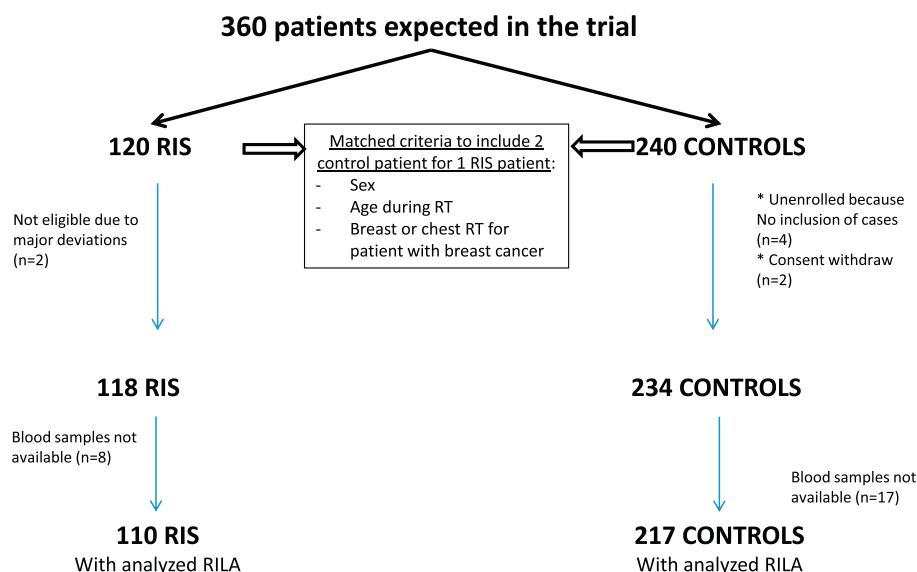 360 patients expected in the trial
120 RIS
Matched criteria to include 2
control patient for 1 RIS patient:
- Sex
- Age during RT
- Breast or chest RT for
patient with breast cancer
240 CONTROLS
Not eligible due to
major deviations
(n=2)
* Unenrolled because
No inclusion of cases
(n=4)
* Consent withdraw
(n=2)
118 RIS
234 CONTROLS
Blood samples not
available (n=8)
Blood samples not
available (n=17)
110 RIS
With analyzed RILA
217 CONTROLS
With analyzed RILA